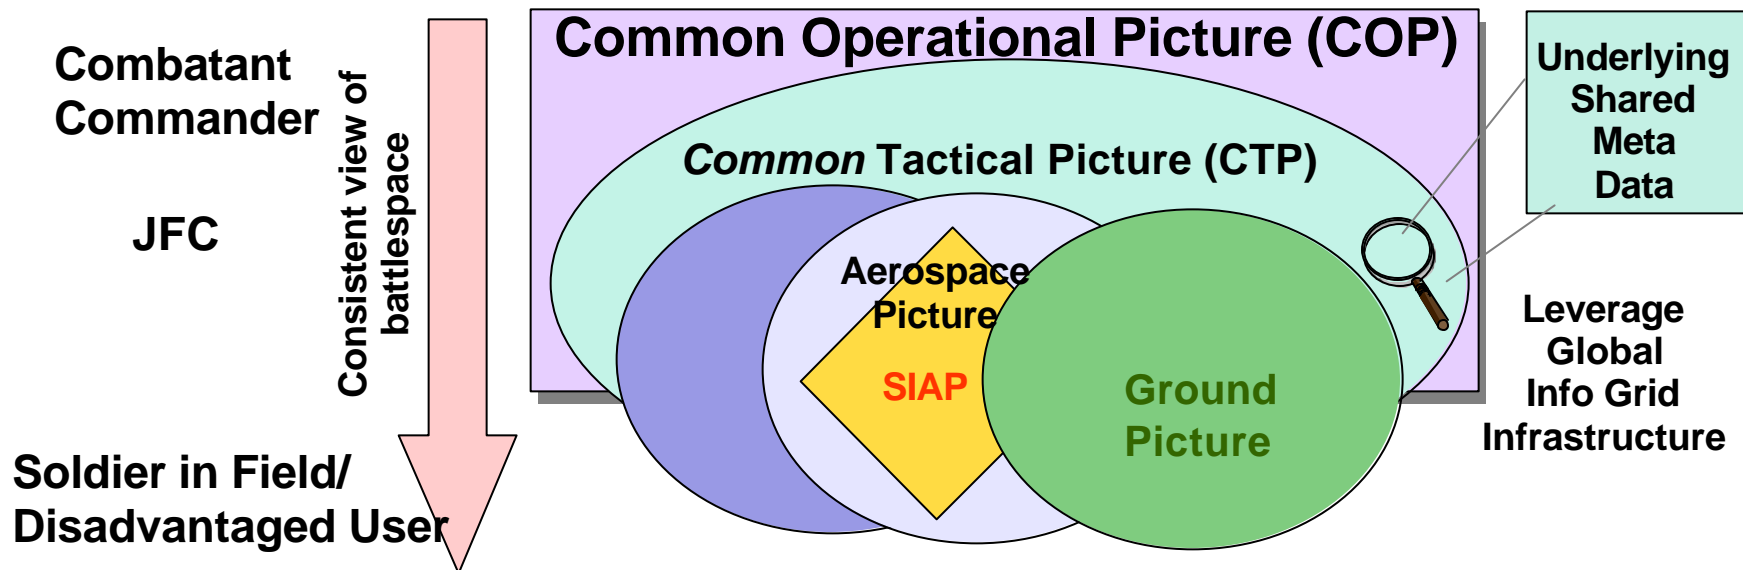 Common Operational Picture (COP)
Combatant
Commander
JFC
Soldier in Field/
Disadvantaged User
Consistent view of
battlespace
Common Tactical Picture (CTP)
Aerospace
Picture
SIAP
Ground
Picture
Underlying
Shared
Meta
Data
Leverage
Global
Info Grid
Infrastructure